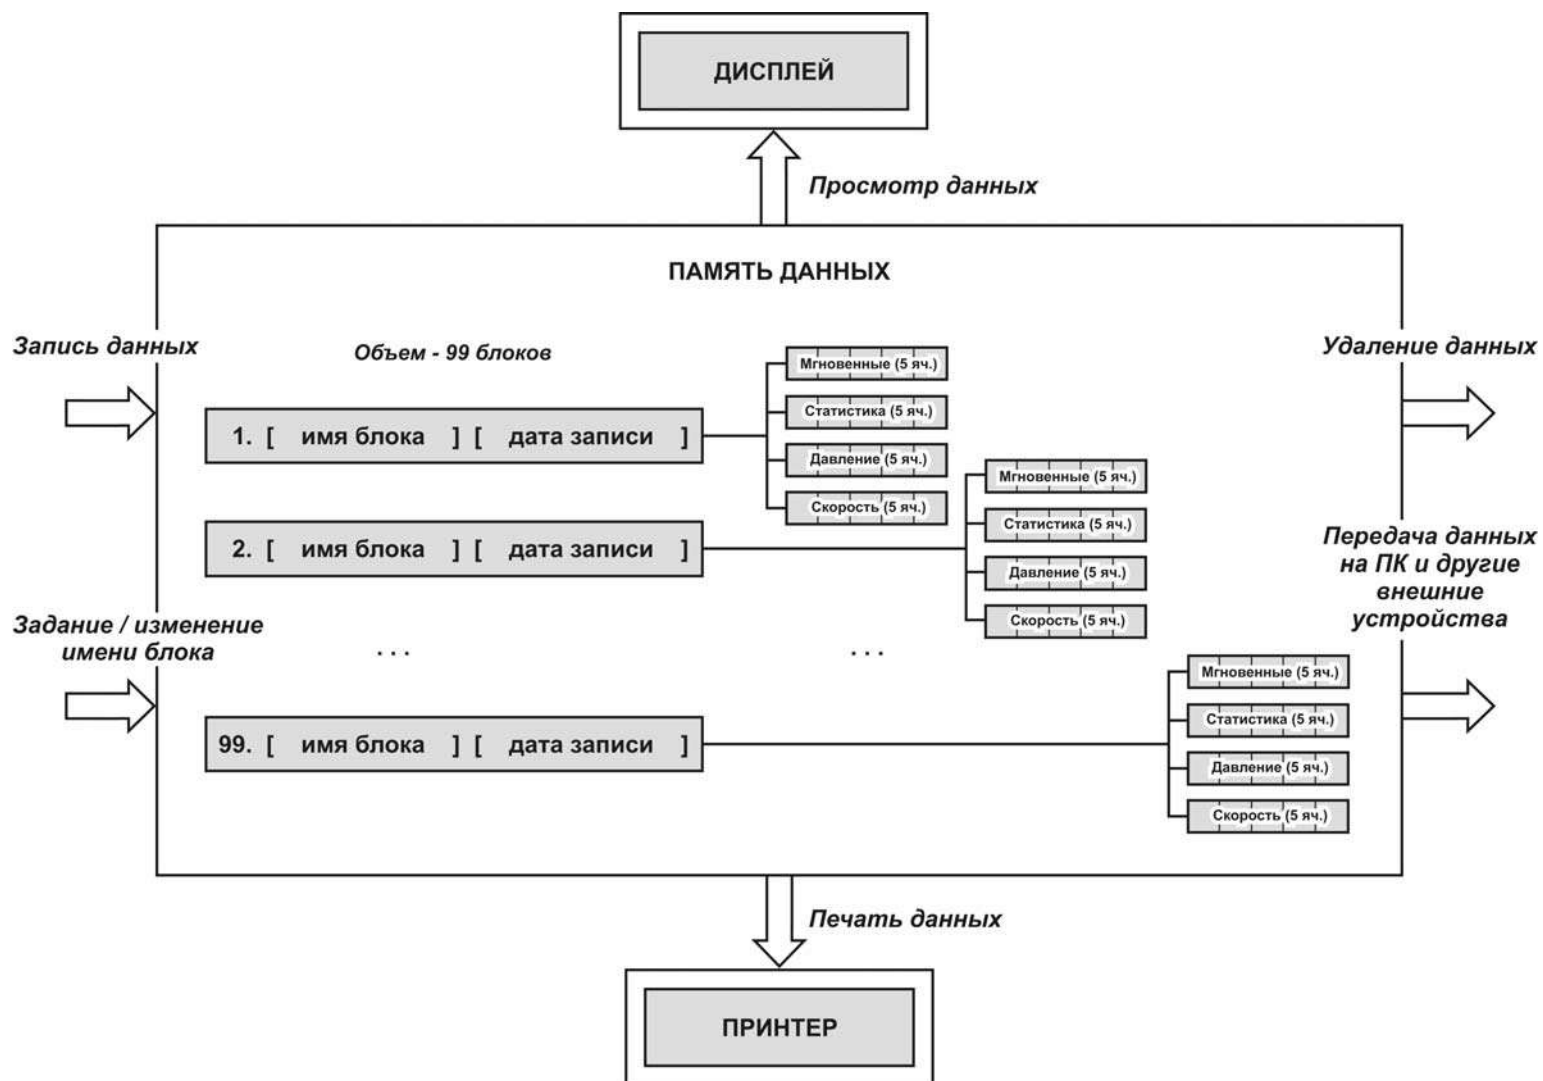 ДИСПЛЕЙ
Просмотр данных
ПАМЯТЬ ДАННЫХ
Запись данных
Объем - 99 блоков
1. [ имя блока ] [ дата записи ]
Мгновенные (5 яч.)
Статистика (5 яч.)
Давление (5 яч.)
Скорость (5 яч.)
2. [ имя блока ] [ дата записи ]
Мгновенные (5 яч.)
Статистика (5 яч.)
Давление (5 яч.)
Скорость (5 яч.)
Задание / изменение
имени блока
. . .
. . .
99. [ имя блока ] [ дата записи ]
Мгновенные (5 яч.)
Статистика (5 яч.)
Давление (5 яч.)
Скорость (5 яч.)
Удаление данных
Передача данных
на ПК и другие
внешние
устройства
Печать данных
ПРИНТЕР